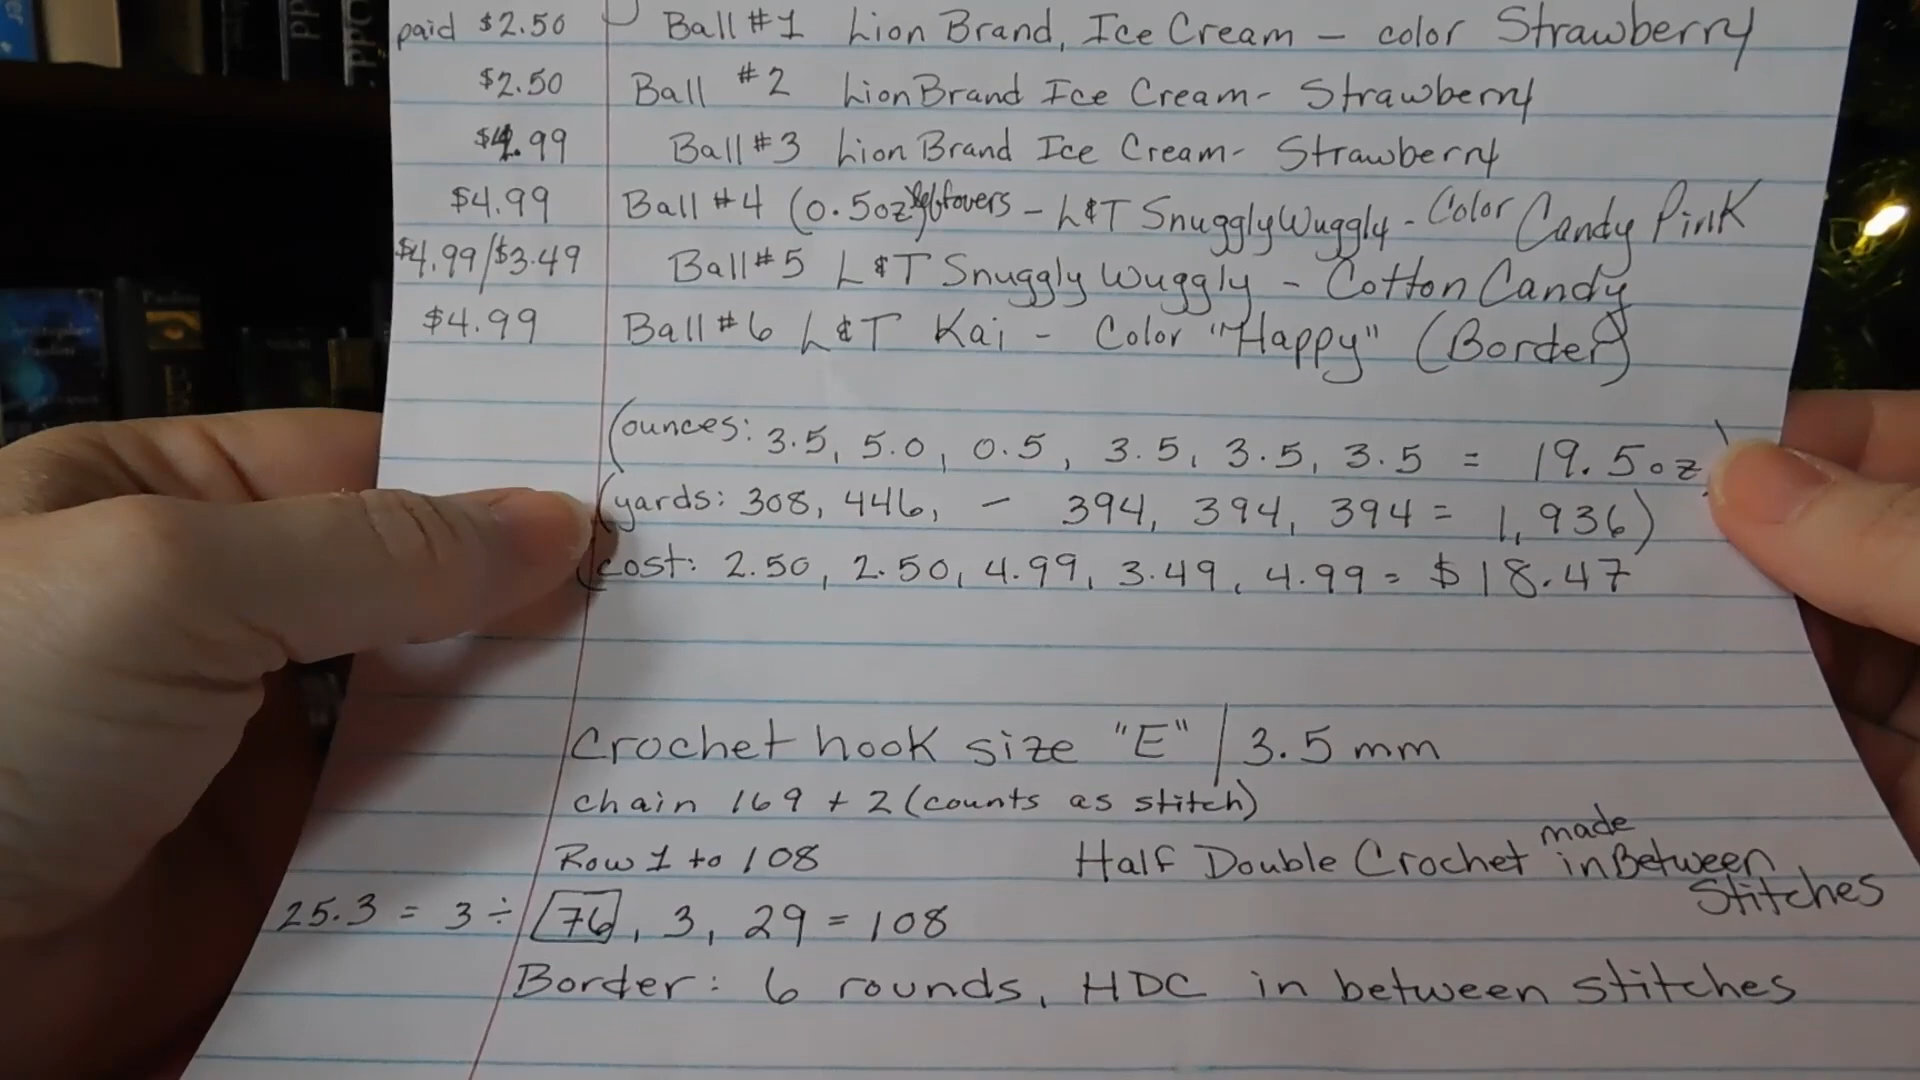 paid $2.50 Ball #1 Lion Brand, Ice Cream - color Strawberry
$2.50 Ball #2 Lion Brand Ice Cream- Strawberry
$4.99 Ball #3 Lion Brand Ice Cream- Strawberry
$4.99 Ball #4 (0.5oz) leftovers - L&T SnugglyWuggly - Color Candy Pink
$4.99/$3.49 Ball #5 L&T Snuggly Wuggly - Cotton Candy
$4.99 Ball #6 L&T Kai - Color "Happy" (Border)
(ounces: 3.5, 5.0, 0.5, 3.5, 3.5, 3.5 = 19.5oz)
(yards: 308, 446, - 394, 394, 394 = 1,936)
(cost: 2.50, 2.50, 4.99, 3.49, 4.99 = $18.47
Crochet hook size "E" / 3.5 mm
chain 169 + 2 (counts as stitch)
Row 1 to 108 Half Double Crochet made in Between Stitches
25.3 = 3 ÷ 76, 3, 29 = 108
Border: 6 rounds, HDC in between stitches